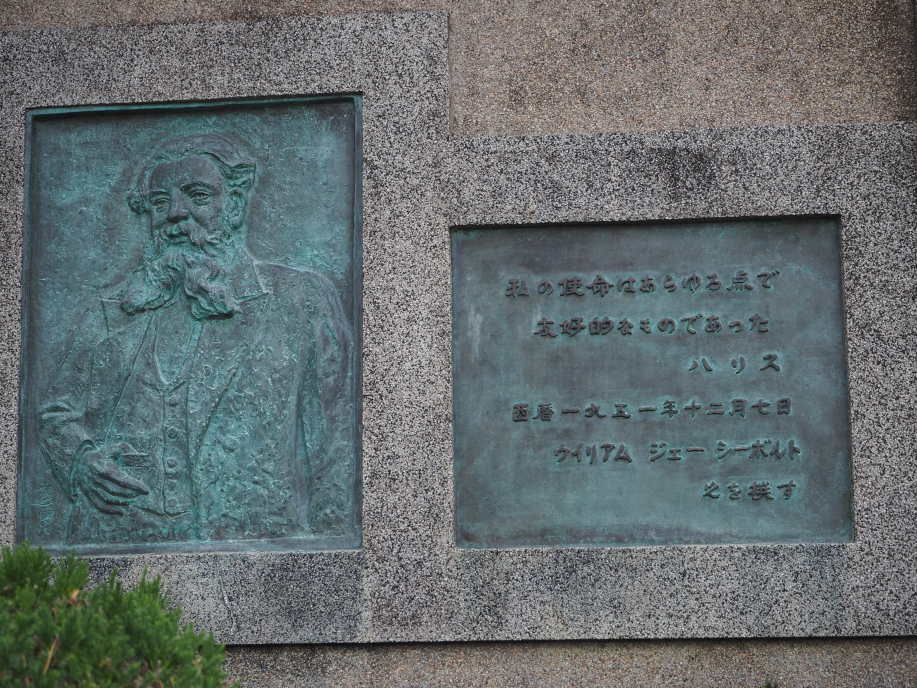 私の使命はあらゆる点で
友好的なものであった
ハリス
西暦一九五一年十二月七日
ウイリアム ジェー シーボルト
之を撰す